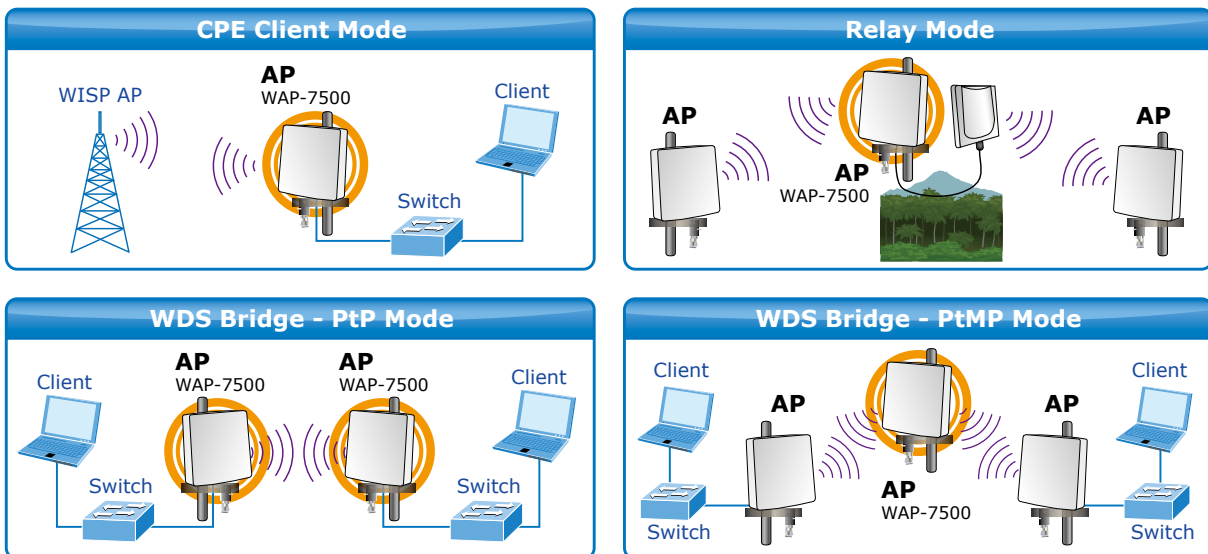 CPE Client Mode
WISP AP
AP
WAP-7500
Client
Switch
Relay Mode
AP
AP
WAP-7500
AP
WDS Bridge - PtP Mode
Client
AP
WAP-7500
AP
WAP-7500
Client
Switch
Switch
WDS Bridge - PtMP Mode
Client
AP
AP
Client
AP
WAP-7500
Switch
Switch